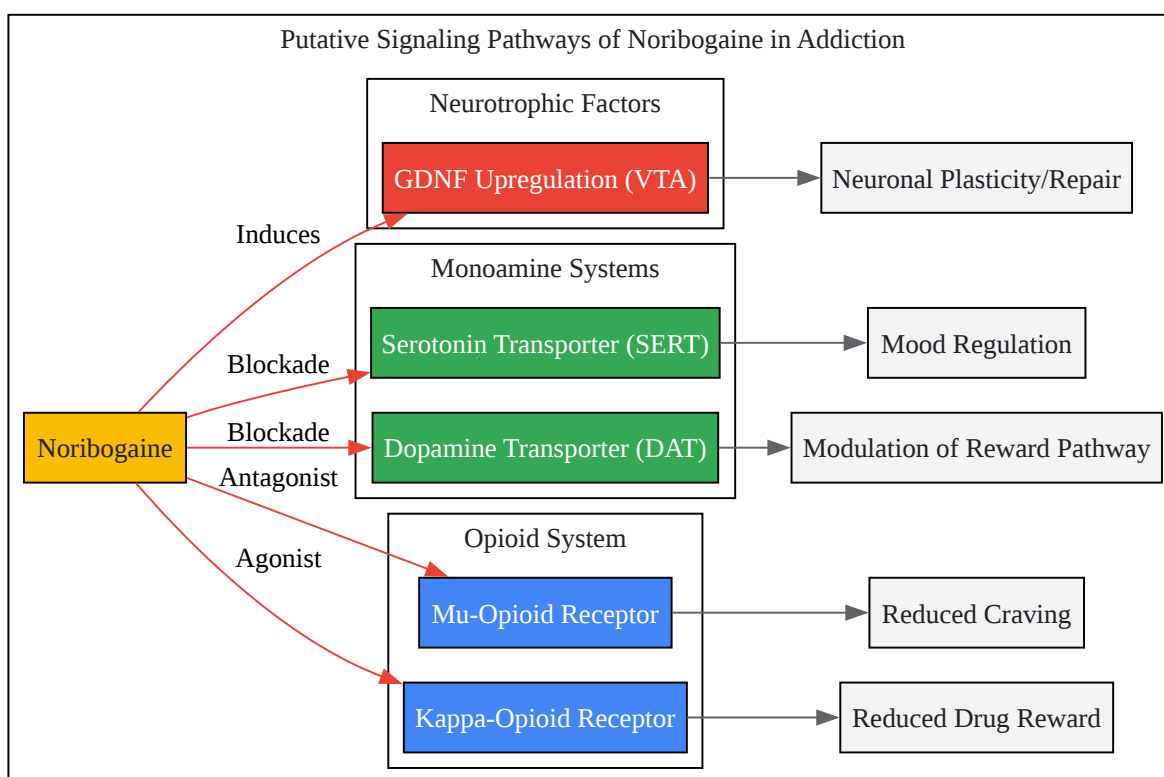 Putative Signaling Pathways of Noribogaine in Addiction
Neurotrophic Factors
GDNF Upregulation (VTA)
Neuronal Plasticity/Repair
Induces
Monoamine Systems
Serotonin Transporter (SERT)
Mood Regulation
Blockade
Noribogaine
Blockade
Dopamine Transporter (DAT)
Modulation of Reward Pathway
Antagonist
Opioid System
Agonist
Mu-Opioid Receptor
Reduced Craving
Kappa-Opioid Receptor
Reduced Drug Reward